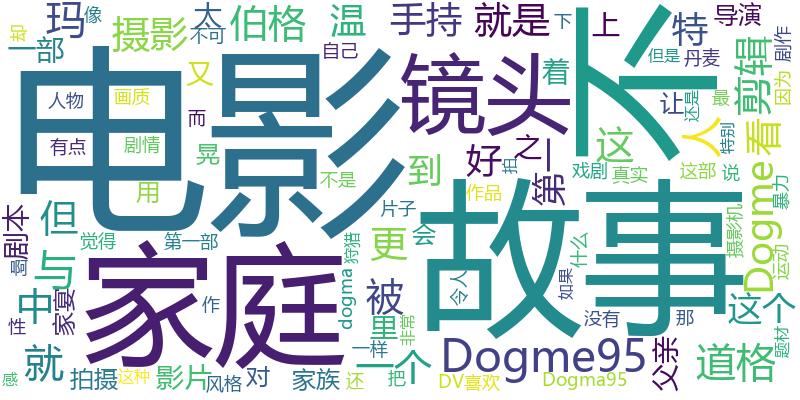 电影
不
故事
家庭
镜头
Dogme95
Dogme
玛
像
太
伯格
温
手持
就是
下
上
特
导演
却
一部
摄影
不可
自己
着
但是
丹麦
剧作
又
人物
画质
而
让
还是
最
因为
剪辑
有点
剧情
晃
好
之一
这
人
特别
看
用
不是
到
拍
第一
戏剧
真实
这部
说
暴力
剧本
但
觉得
第一部
片子
作品
更
会
狩猎
令人
什么
如果
摄影机
运动
与
中
家宴
被
里
dogma
没有
那
这个
题材
就
作
一样
非常
一个
父亲
道格
感
拍摄
这种
影片
风格
对
家族
还
把
DV
喜欢
Dogma95